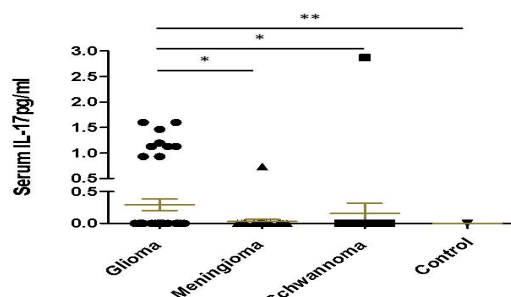 **
*
*
3.0
2.5
2.0
1.5
1.0
0.5
0.5
0.0
Serum IL-17pg/ml
Glioma
Meningioma
Schwannoma
Control